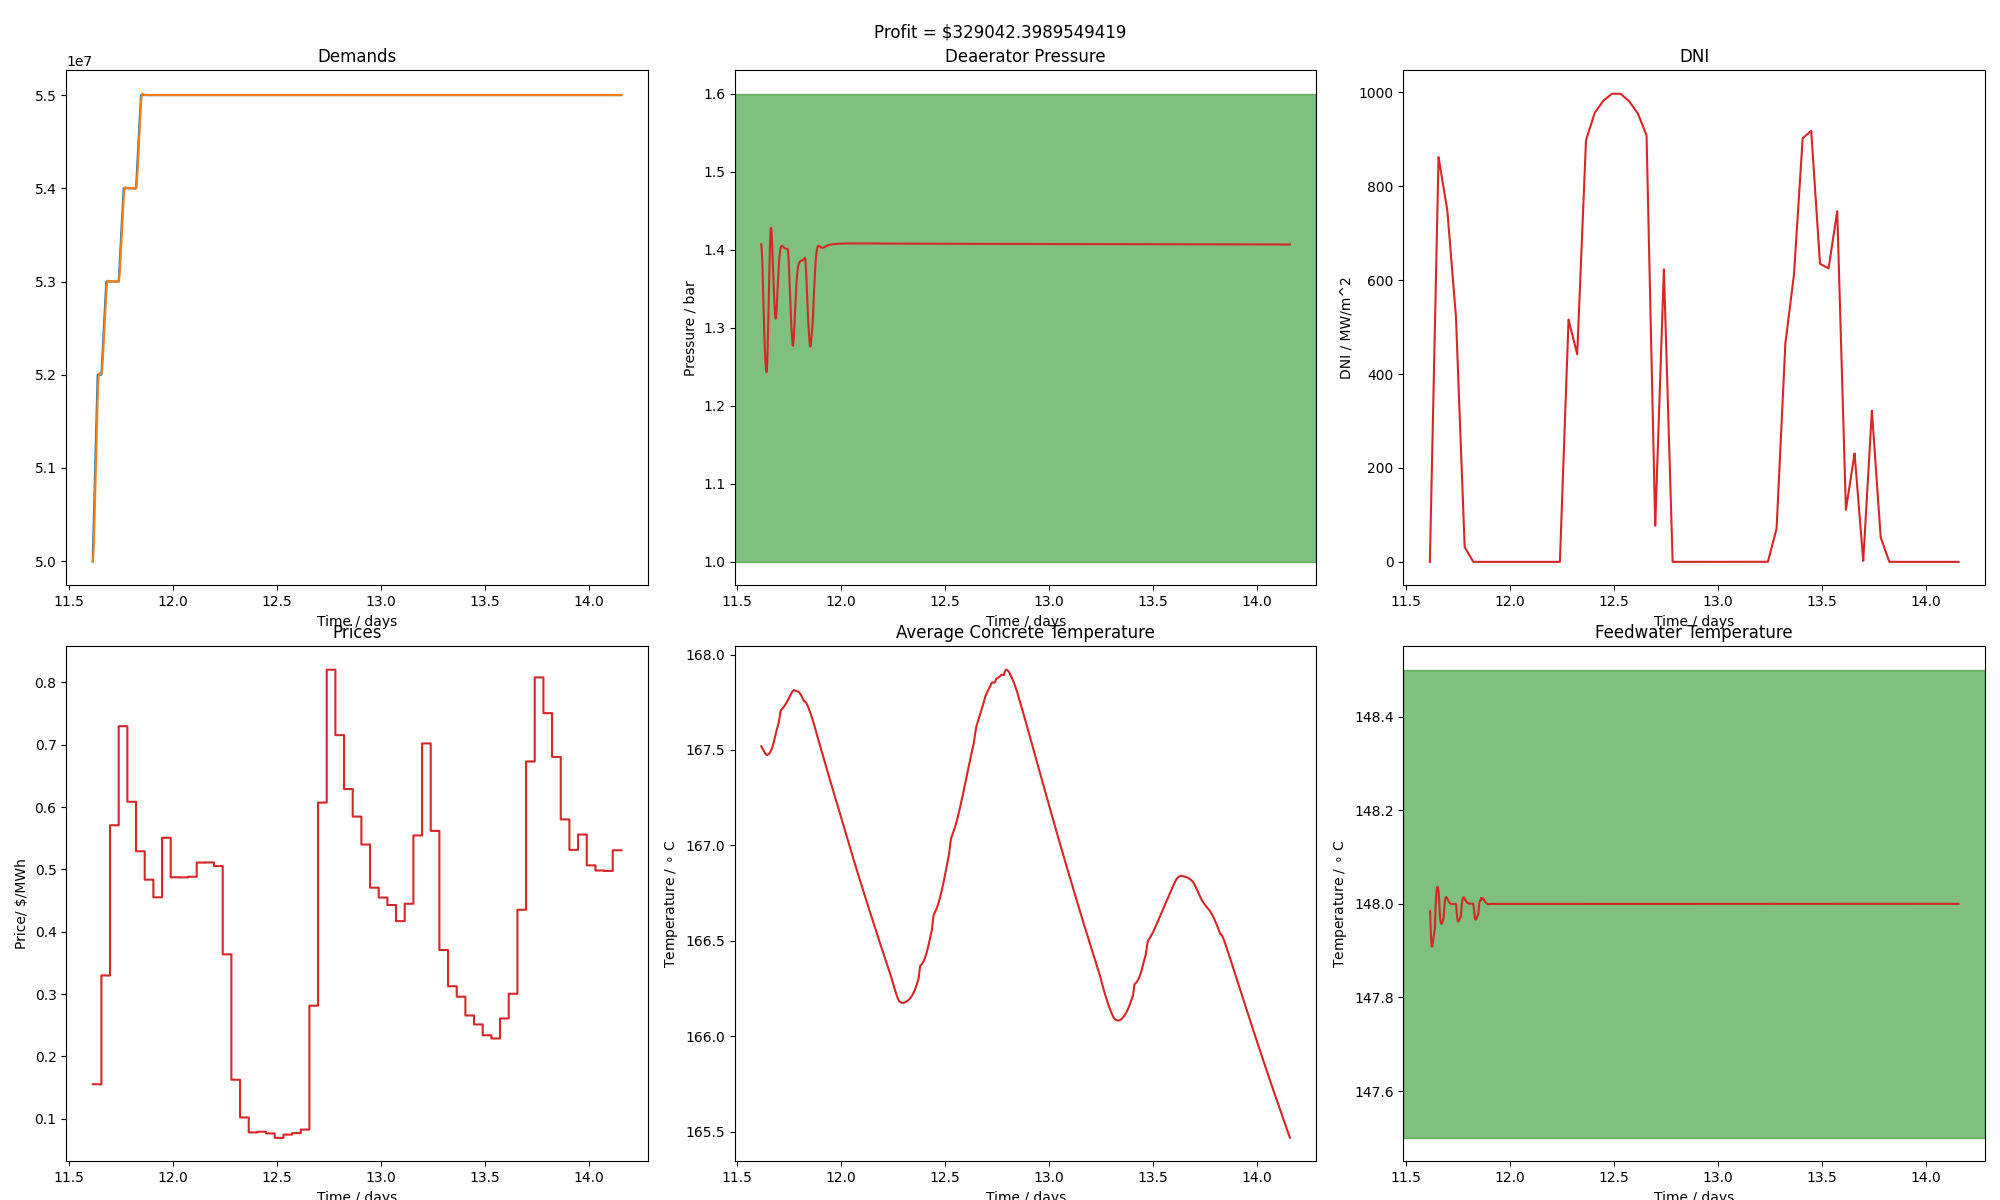 Profit = $329042.3989549419
Demands
1e7
5.5
5.4
5.3
5.2
5.1
5.0
11.5 12.0 12.5 13.0 13.5 14.0
Time / days
Deaerator Pressure
Pressure / bar
1.6
1.5
1.4
1.3
1.2
1.1
1.0
11.5 12.0 12.5 13.0 13.5 14.0
Time / days
DNI
DNI / MW/m^2
1000
800
600
400
200
0
11.5 12.0 12.5 13.0 13.5 14.0
Time / days
Prices
Price/ $/MWh
0.8
0.7
0.6
0.5
0.4
0.3
0.2
0.1
11.5 12.0 12.5 13.0 13.5 14.0
Time / days
Average Concrete Temperature
Temperature / ∘ C
168.0
167.5
167.0
166.5
166.0
165.5
11.5 12.0 12.5 13.0 13.5 14.0
Time / days
Feedwater Temperature
Temperature / ∘ C
148.4
148.2
148.0
147.8
147.6
11.5 12.0 12.5 13.0 13.5 14.0
Time / days